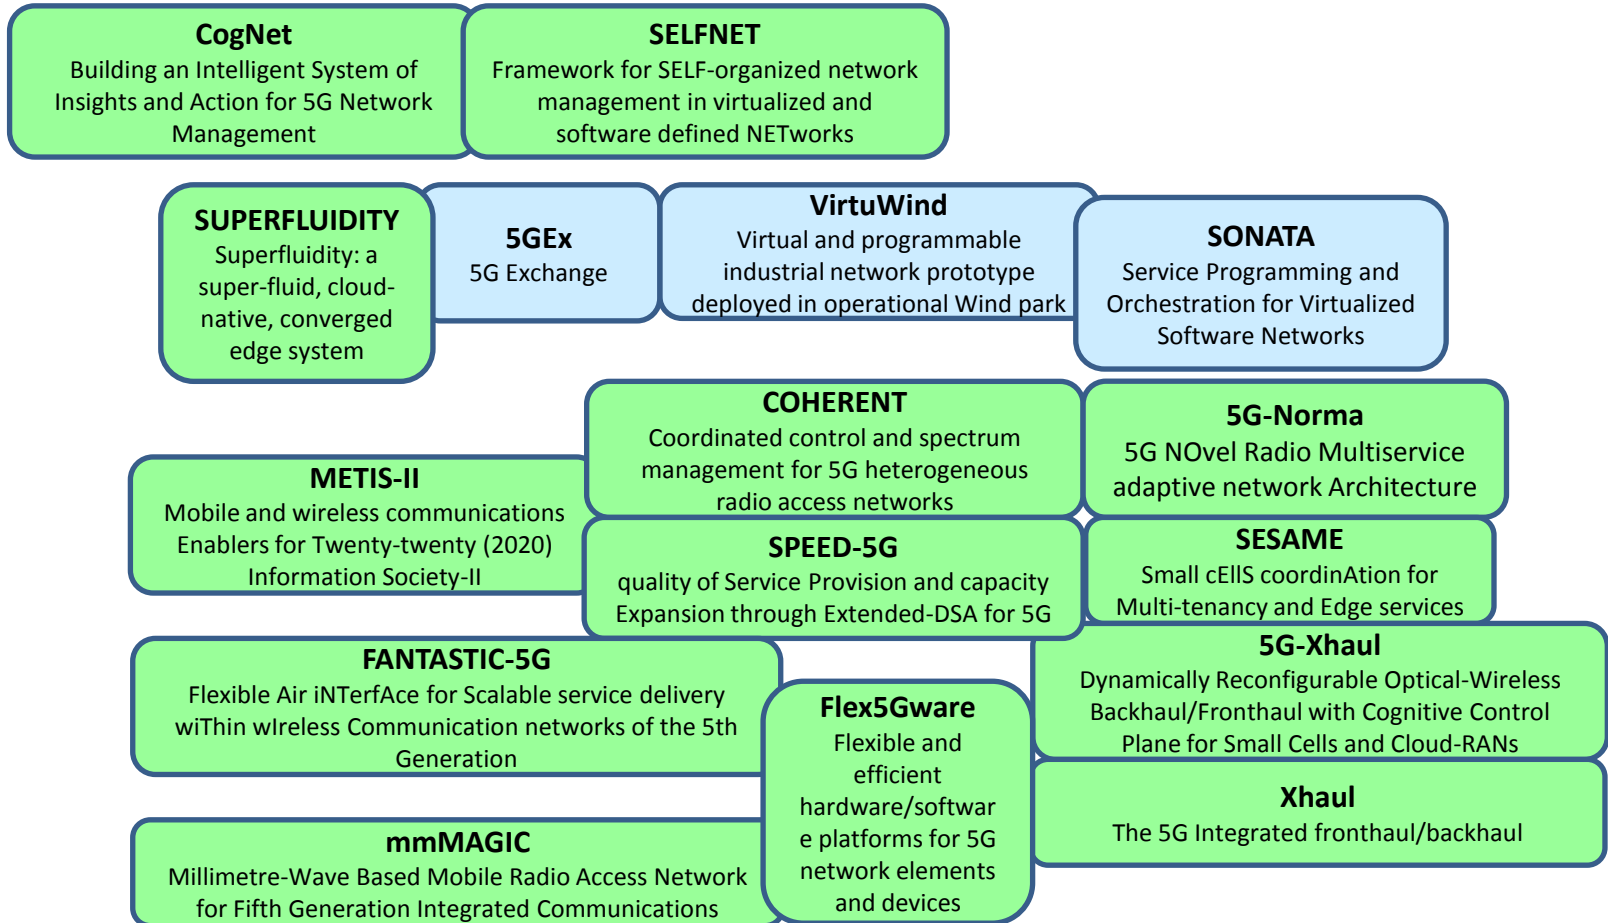 CogNet
Building an Intelligent System of
Insights and Action for 5G Network
Management
SELFNET
Framework for SELF-organized network
management in virtualized and
software defined NETworks
SUPERFLUIDITY
Superfluidity: a
super-fluid, cloud-
native, converged
edge system
5GEx
5G Exchange
VirtuWind
Virtual and programmable
industrial network prototype
deployed in operational Wind park
SONATA
Service Programming and
Orchestration for Virtualized
Software Networks
COHERENT
Coordinated control and spectrum
management for 5G heterogeneous
radio access networks
5G-Norma
5G NOvel Radio Multiservice
adaptive network Architecture
METIS-II
Mobile and wireless communications
Enablers for Twenty-twenty (2020)
Information Society-II
SPEED-5G
quality of Service Provision and capacity
Expansion through Extended-DSA for 5G
SESAME
Small cEllS coordinAtion for
Multi-tenancy and Edge services
FANTASTIC-5G
Flexible Air iNTerfAce for Scalable service delivery
wiThin wIreless Communication networks of the 5th
Generation
Flex5Gware
Flexible and
efficient
hardware/softwar
e platforms for 5G
network elements
and devices
5G-Xhaul
Dynamically Reconfigurable Optical-Wireless
Backhaul/Fronthaul with Cognitive Control
Plane for Small Cells and Cloud-RANs
Xhaul
The 5G Integrated fronthaul/backhaul
mmMAGIC
Millimetre-Wave Based Mobile Radio Access Network
for Fifth Generation Integrated Communications